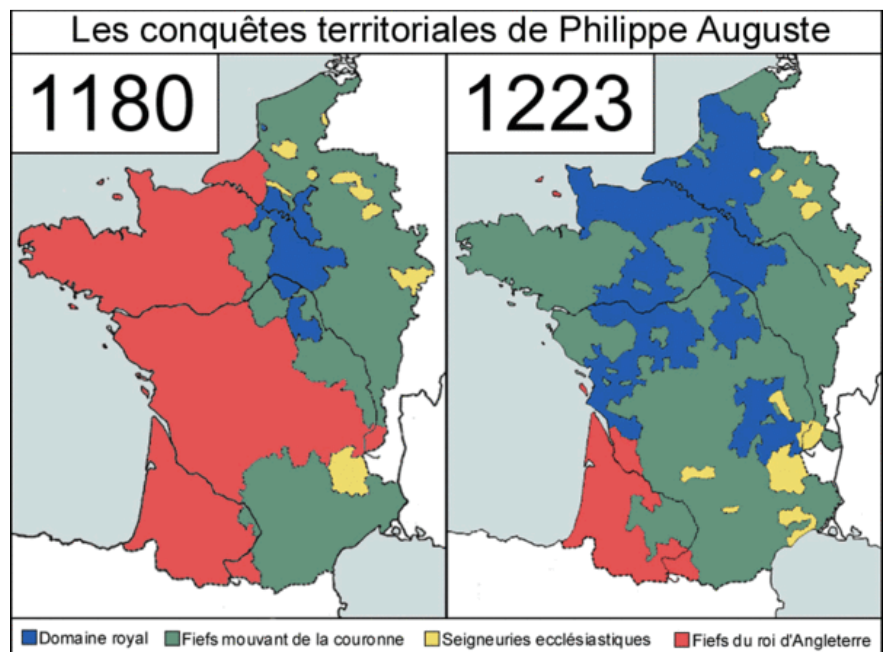 Les conquêtes territoriales de Philippe Auguste
1180
1223
Domaine royal
Fiefs mouvant de la couronne
Seigneuries ecclésiastiques
Fiefs du roi d'Angleterre